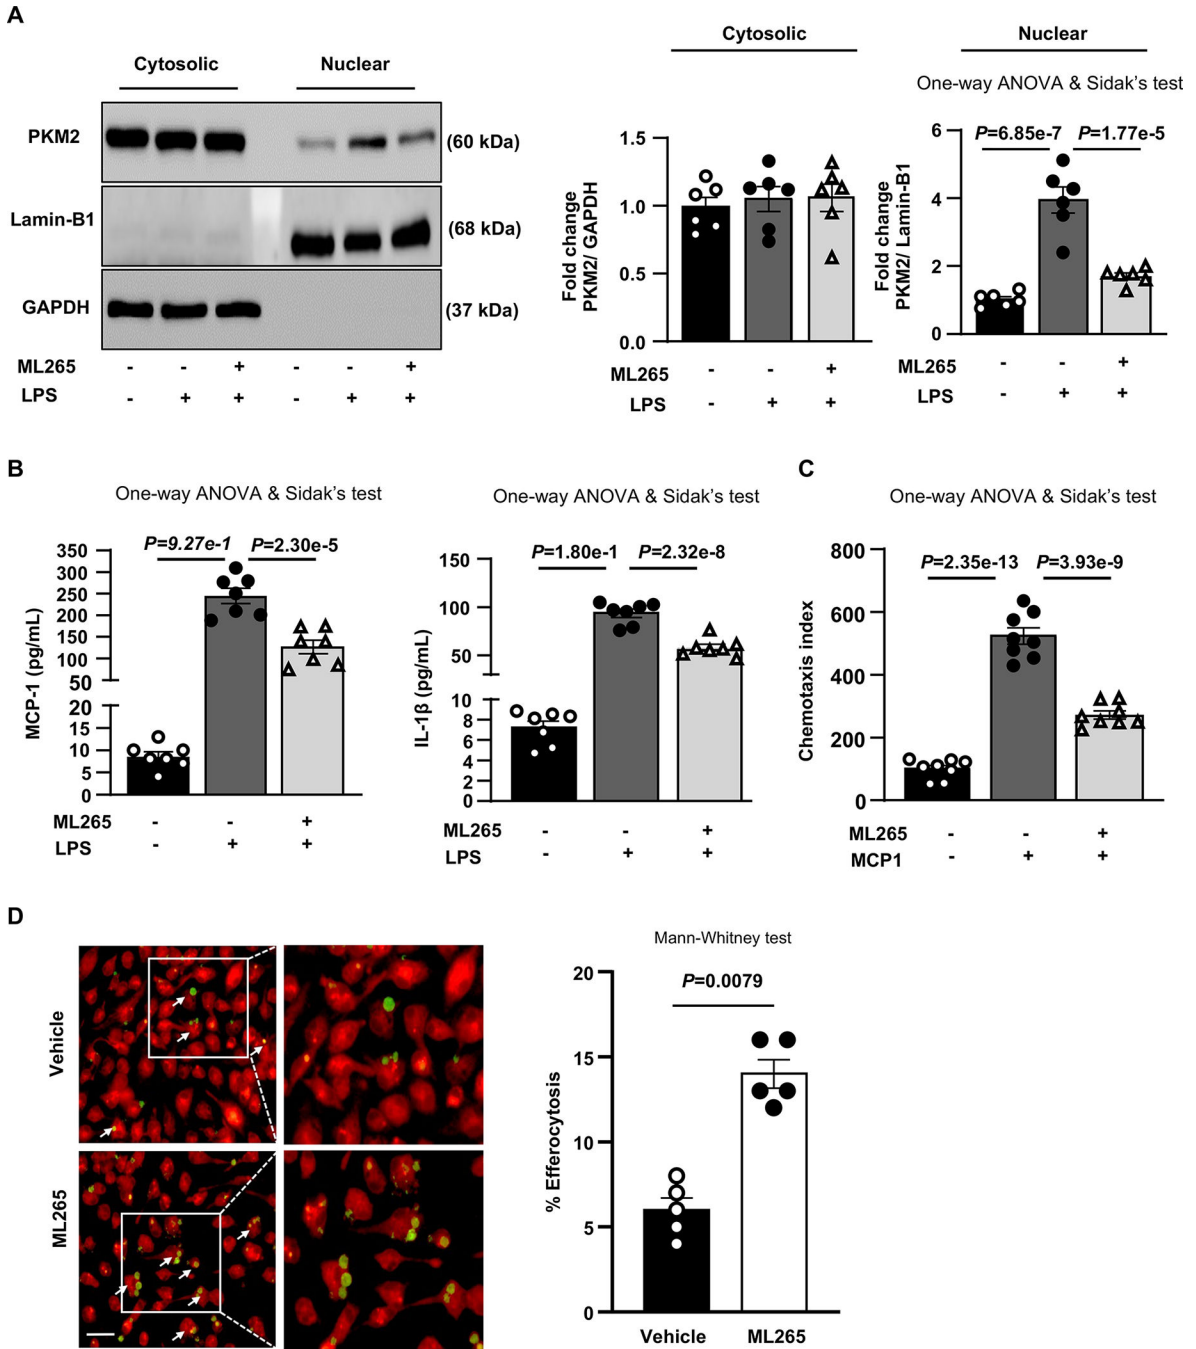 A
Cytosolic Nuclear
PKM2 (60 kDa)
Lamin-B1 (68 kDa)
GAPDH (37 kDa)
ML265 - - + - - +
LPS - + + - + +
Cytosolic
1.5
1.0
0.5
0.0
Fold change
PKM2/ GAPDH
ML265 - - +
LPS - + +
Nuclear
One-way ANOVA & Sidak's test
P=6.85e-7 P=1.77e-5
6
4
2
0
Fold change
PKM2/ Lamin-B1
ML265 - - +
LPS - + +
B
One-way ANOVA & Sidak's test
P=9.27e-1 P=2.30e-5
350
300
250
200
150
100
50
20
15
10
5
0
MCP-1 (pg/mL)
ML265 - - +
LPS - + +
One-way ANOVA & Sidak's test
P=1.80e-1 P=2.32e-8
150
100
50
10
8
6
4
2
0
IL-1β (pg/mL)
ML265 - - +
LPS - + +
C
One-way ANOVA & Sidak's test
P=2.35e-13 P=3.93e-9
800
600
400
200
0
Chemotaxis index
ML265 - - +
MCP1 - + +
D
Vehicle
ML265
Mann-Whitney test
P=0.0079
20
15
10
5
0
% Efferocytosis
Vehicle ML265